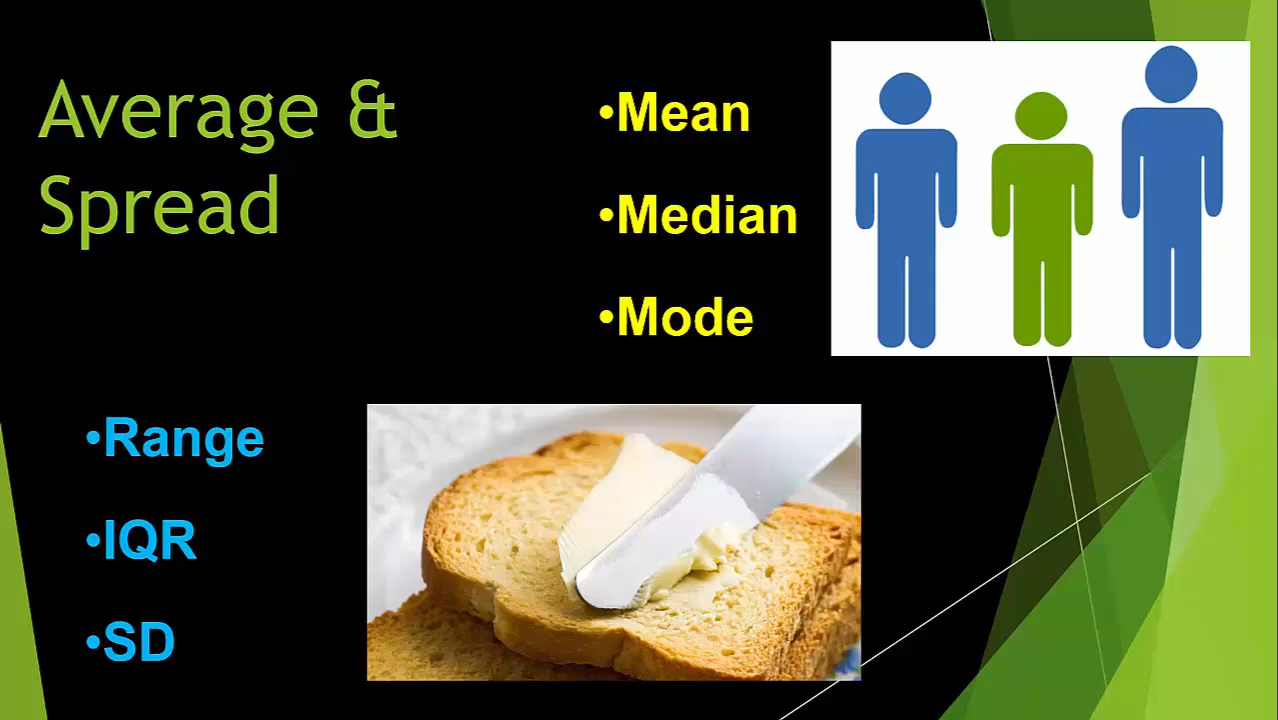 Average &
Spread
•Mean
•Median
•Mode
•Range
•IQR
•SD